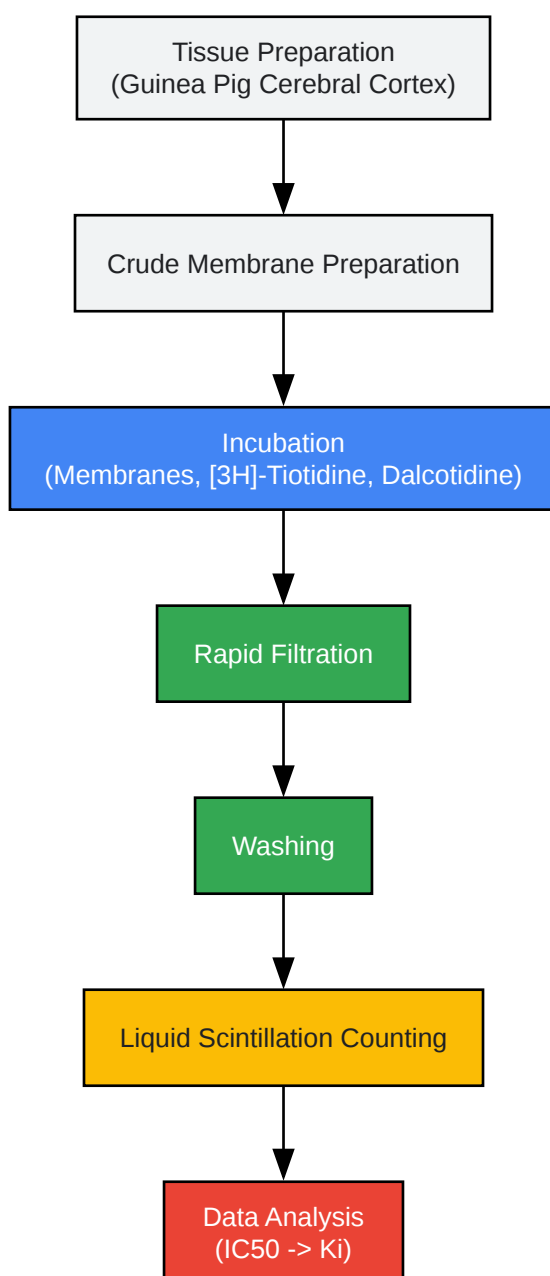 Tissue Preparation
(Guinea Pig Cerebral Cortex)
Crude Membrane Preparation
Incubation
(Membranes, [3H]-Tiotidine, Dalcotidine)
Rapid Filtration
Washing
Liquid Scintillation Counting
Data Analysis
(IC50 -> Ki)